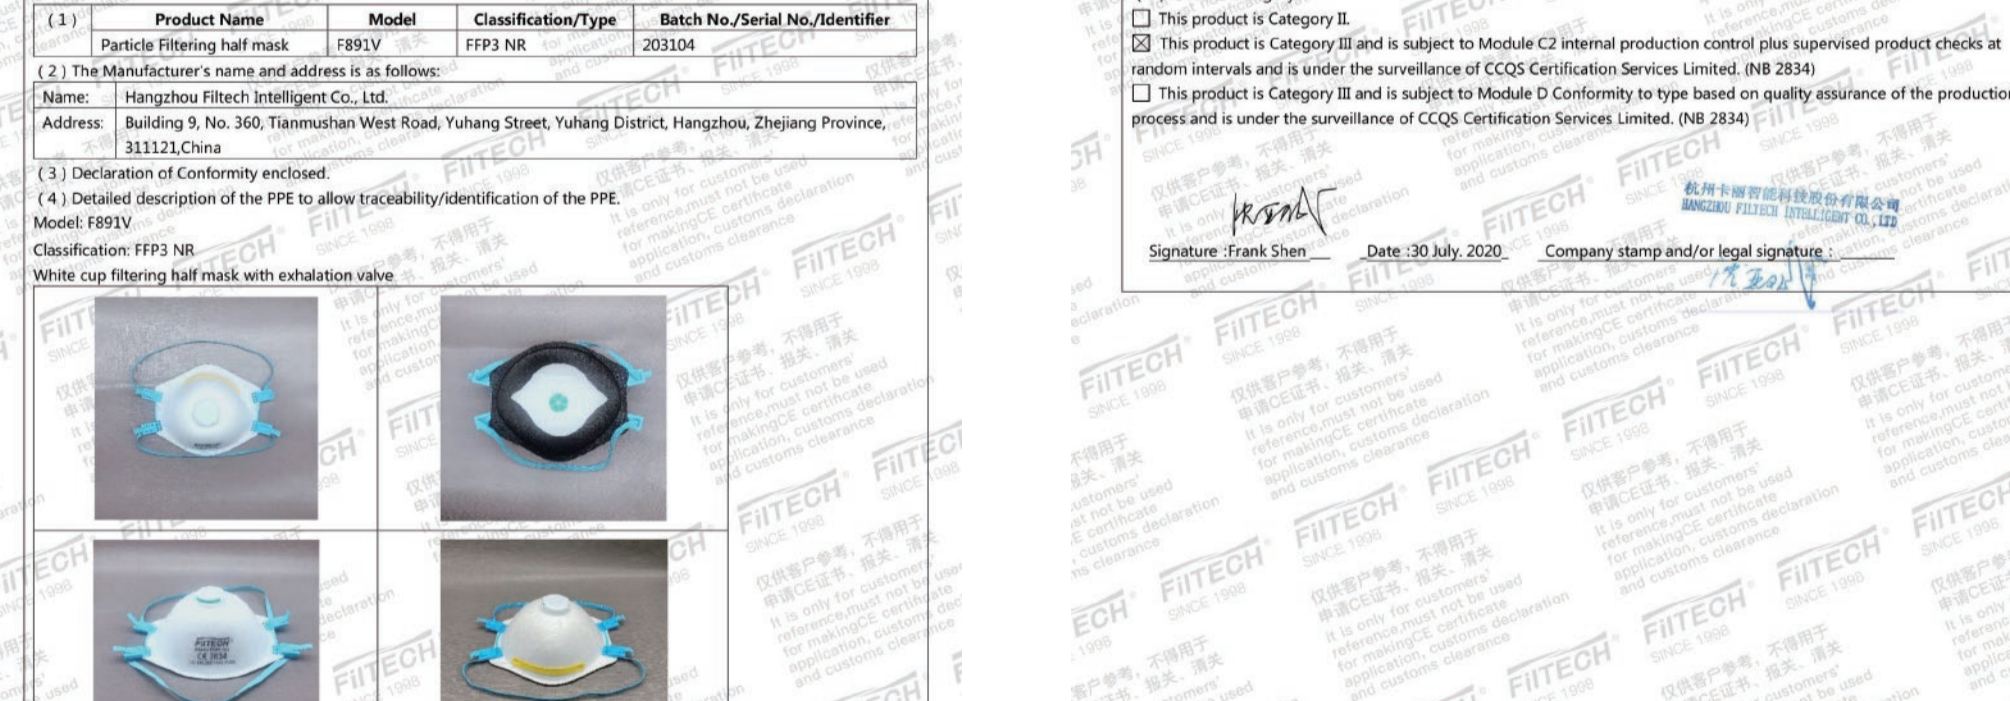 ( 1 ) Product Name Model Classification/Type Batch No./Serial No./Identifier
Particle Filtering half mask F891V FFP3 NR 203104
( 2 ) The Manufacturer's name and address is as follows:
Name: Hangzhou Filtech Intelligent Co., Ltd.
Address: Building 9, No. 360, Tianmushan West Road, Yuhang Street, Yuhang District, Hangzhou, Zhejiang Province,
311121,China
( 3 ) Declaration of Conformity enclosed.
( 4 ) Detailed description of the PPE to allow traceability/identification of the PPE.
Model: F891V
Classification: FFP3 NR
White cup filtering half mask with exhalation valve
FiITECH
CE 2834
☐ This product is Category II.
☒ This product is Category III and is subject to Module C2 internal production control plus supervised product checks at
random intervals and is under the surveillance of CCQS Certification Services Limited. (NB 2834)
☐ This product is Category III and is subject to Module D Conformity to type based on quality assurance of the production
process and is under the surveillance of CCQS Certification Services Limited. (NB 2834)
杭州卡丽智能科技股份有限公司
HANGZHOU FILTECH INTELLIGENT CO.,LTD
Signature :Frank Shen Date :30 July. 2020 Company stamp and/or legal signature :
FiITECH®
SINCE 1998
仅供客户参考，不得用于
申请CE证书、报关、清关
It is only for customers'
reference,must not be used
for makingCE certificate
application, customs declaration
and customs clearance